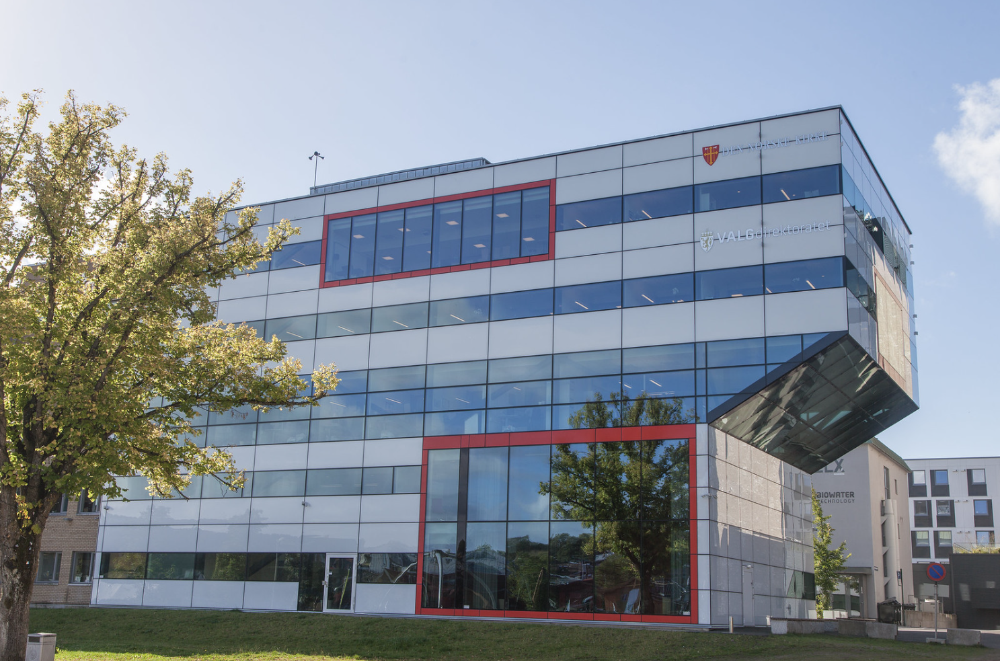 DEN NORSKE KIRKE
VALGdirektoratet
BIOWATER
TECHNOLOGY